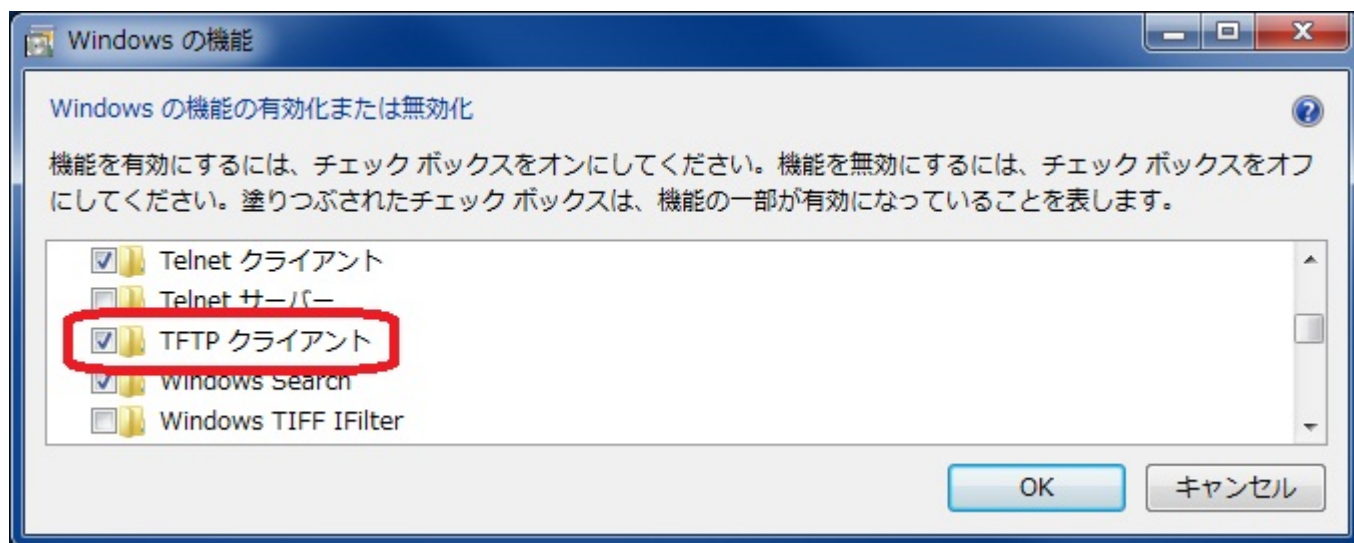 Windows の機能
Windows の機能の有効化または無効化
機能を有効にするには、チェック ボックスをオンにしてください。機能を無効にするには、チェック ボックスをオフ
にしてください。塗りつぶされたチェック ボックスは、機能の一部が有効になっていることを表します。
Telnet クライアント
Telnet サーバー
TFTP クライアント
Windows Search
Windows TIFF IFilter
OK
キャンセル